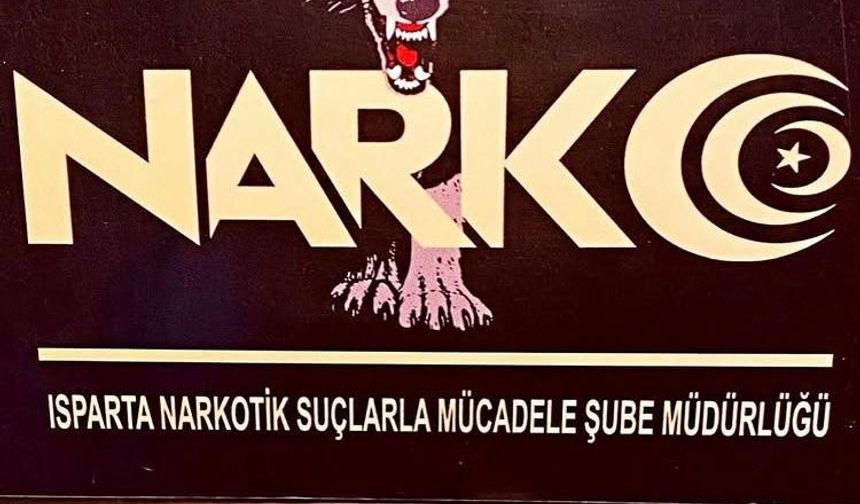 NARKO
ISPARTA NARKOTİK SUÇLARLA MÜCADELE ŞUBE MÜDÜRLÜĞÜ